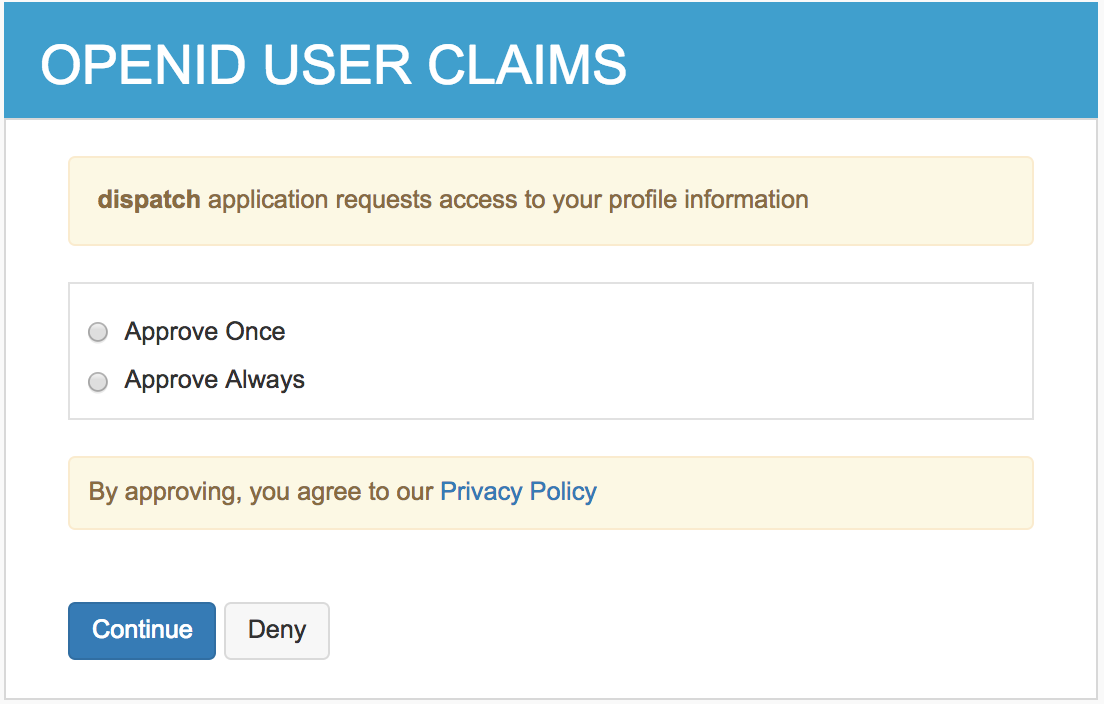 OPENID USER CLAIMS
dispatch application requests access to your profile information
Approve Once
Approve Always
By approving, you agree to our Privacy Policy
Continue Deny